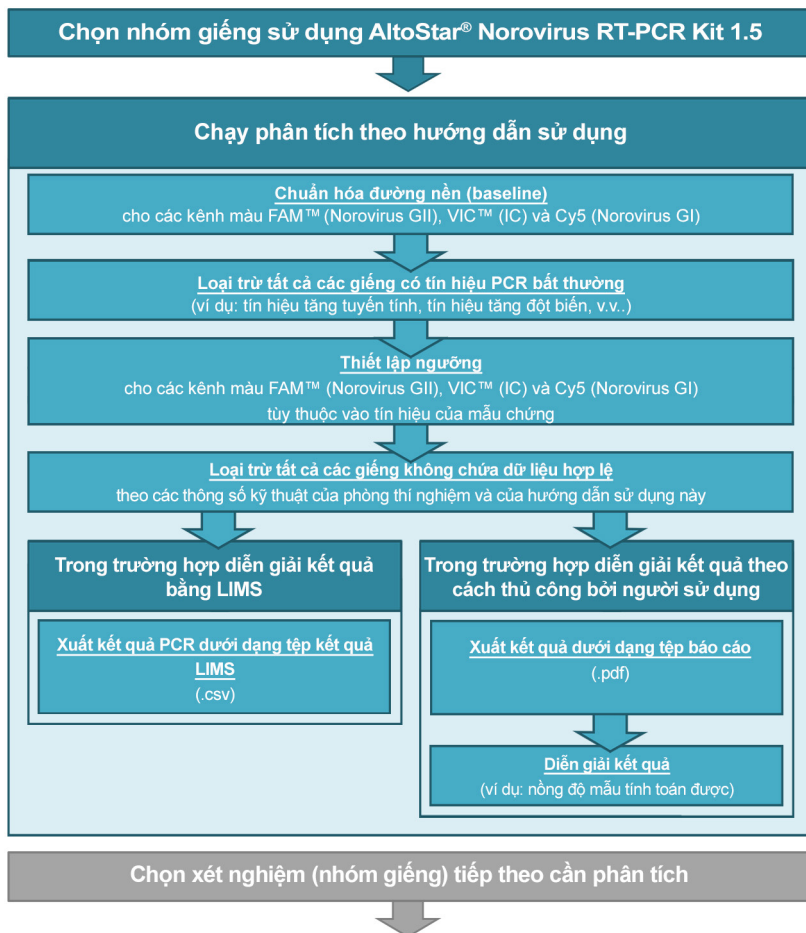 Chọn nhóm giếng sử dụng AltoStar® Norovirus RT-PCR Kit 1.5
Chạy phân tích theo hướng dẫn sử dụng
Chuẩn hóa đường nền (baseline)
cho các kênh màu FAM™ (Norovirus GII), VIC™ (IC) và Cy5 (Norovirus GI)
Loại trừ tất cả các giếng có tín hiệu PCR bất thường
(ví dụ: tín hiệu tăng tuyến tính, tín hiệu tăng đột biến, v.v..)
Thiết lập ngưỡng
cho các kênh màu FAM™ (Norovirus GII), VIC™ (IC) và Cy5 (Norovirus GI)
tùy thuộc vào tín hiệu của mẫu chứng
Loại trừ tất cả các giếng không chứa dữ liệu hợp lệ
theo các thông số kỹ thuật của phòng thí nghiệm và của hướng dẫn sử dụng này
Trong trường hợp diễn giải kết quả
bằng LIMS
Xuất kết quả PCR dưới dạng tệp kết quả
LIMS
(.csv)
Trong trường hợp diễn giải kết quả theo
cách thủ công bởi người sử dụng
Xuất kết quả dưới dạng tệp báo cáo
(.pdf)
Diễn giải kết quả
(ví dụ: nồng độ mẫu tính toán được)
Chọn xét nghiệm (nhóm giếng) tiếp theo cần phân tích